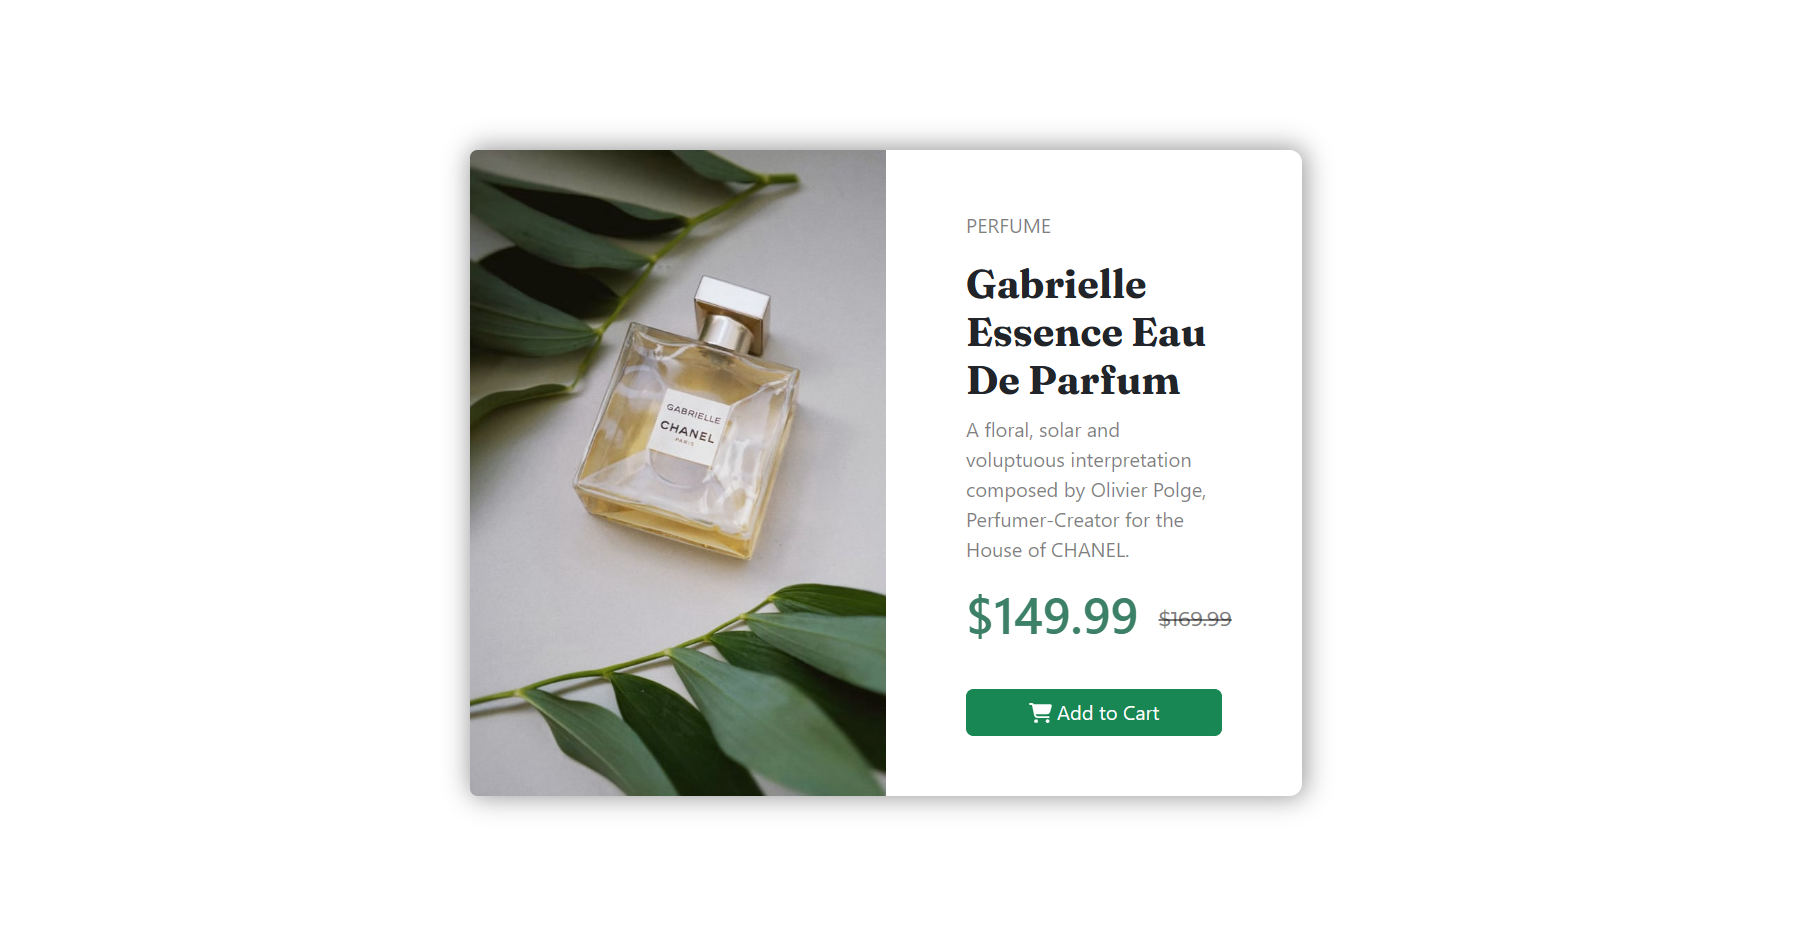 GABRIELLE
CHANEL
PARIS
PERFUME
Gabrielle
Essence Eau
De Parfum
A floral, solar and
voluptuous interpretation
composed by Olivier Polge,
Perfumer-Creator for the
House of CHANEL.
$149.99 $169.99
Add to Cart